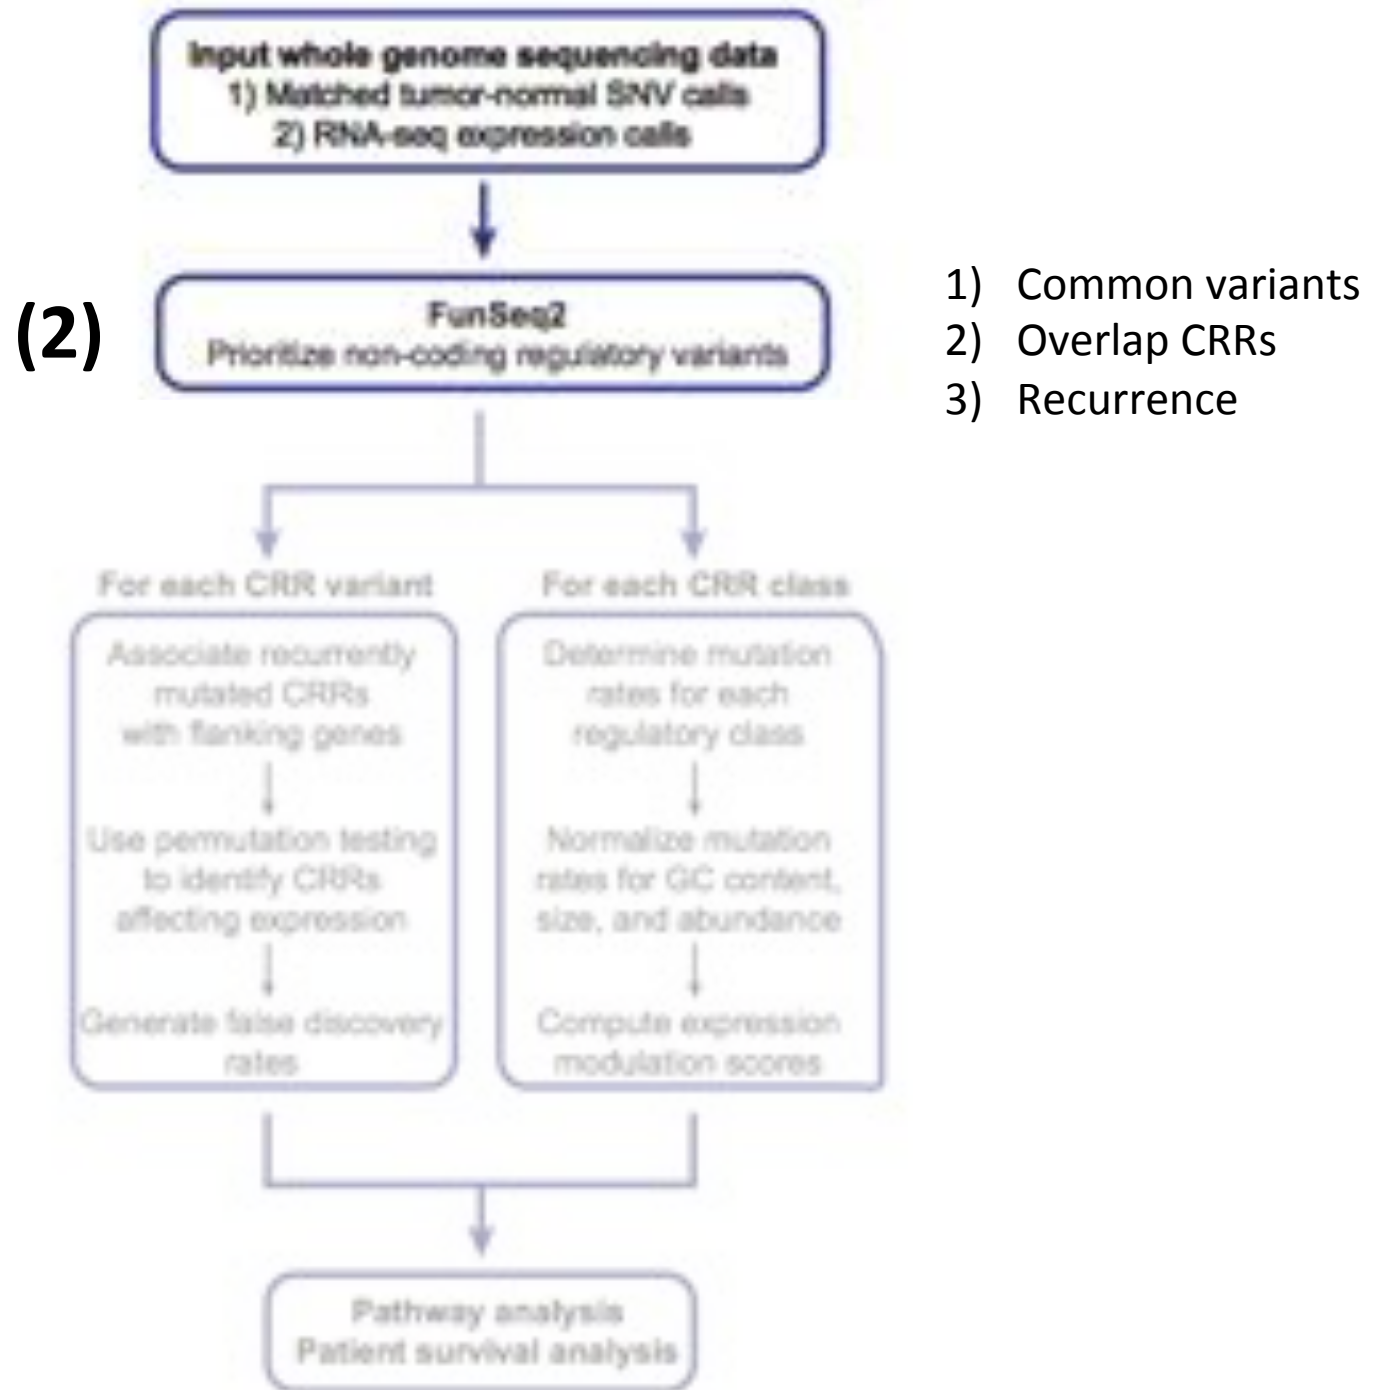 Input whole genome sequencing data
1) Matched tumor-normal SNV calls
2) RNA-seq expression calls
(2)
FunSeq2
Prioritize non-coding regulatory variants
1) Common variants
2) Overlap CRRs
3) Recurrence
For each CRR variant
Associate recurrently
mutated CRRs
with flanking genes
Use permutation testing
to identify CRRs
affecting expression
Generate false discovery
rates
For each CRR class
Determine mutation
rates for each
regulatory class
Normalize mutation
rates for GC content,
size, and abundance
Compute expression
modulation scores
Pathway analysis
Patient survival analysis